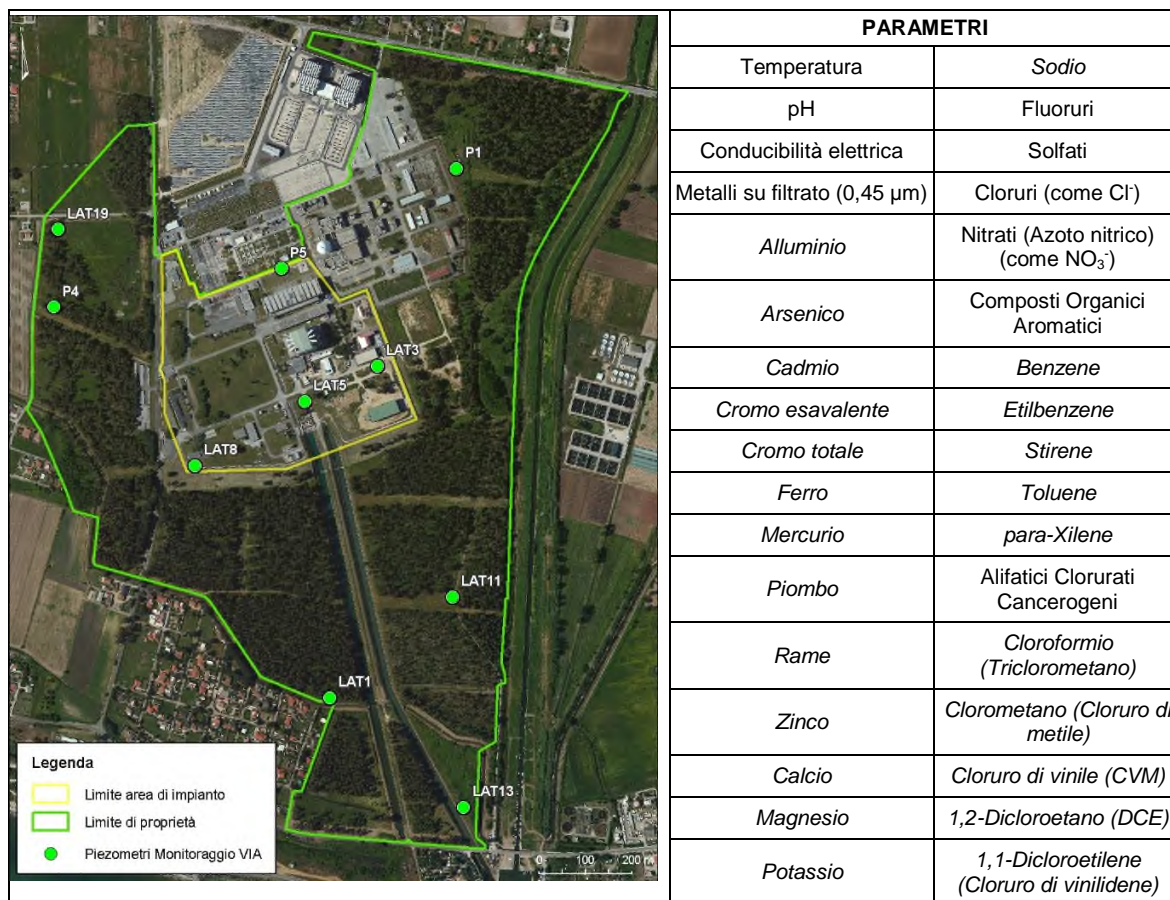 P1
LAT19
P5
P4
LAT3
LAT5
LAT8
LAT11
LAT1
LAT13
Legenda
Limite area di impianto
Limite di proprietà
Piezometri Monitoraggio VIA
0 100 200 m
PARAMETRI
Temperatura Sodio
pH Fluoruri
Conducibilità elettrica Solfati
Metalli su filtrato (0,45 µm) Cloruri (come Cl-)
Alluminio Nitrati (Azoto nitrico)
(come NO3-)
Arsenico Composti Organici
Aromatici
Cadmio Benzene
Cromo esavalente Etilbenzene
Cromo totale Stirene
Ferro Toluene
Mercurio para-Xilene
Piombo Alifatici Clorurati
Cancerogeni
Rame Cloroformio
(Triclorometano)
Zinco Clorometano (Cloruro di
metile)
Calcio Cloruro di vinile (CVM)
Magnesio 1,2-Dicloroetano (DCE)
Potassio 1,1-Dicloroetilene
(Cloruro di vinilidene)